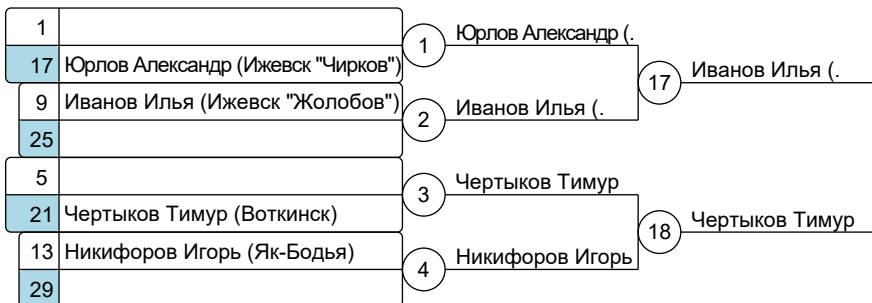 1
17 Юрлов Александр (Ижевск "Чирков")
9 Иванов Илья (Ижевск "Жолобов")
25
5
21 Чертыков Тимур (Воткинск)
13 Никифоров Игорь (Як-Бодья)
29
1 Юрлов Александр (.
2 Иванов Илья (.
3 Чертыков Тимур
4 Никифоров Игорь
17 Иванов Илья (.
18 Чертыков Тимур